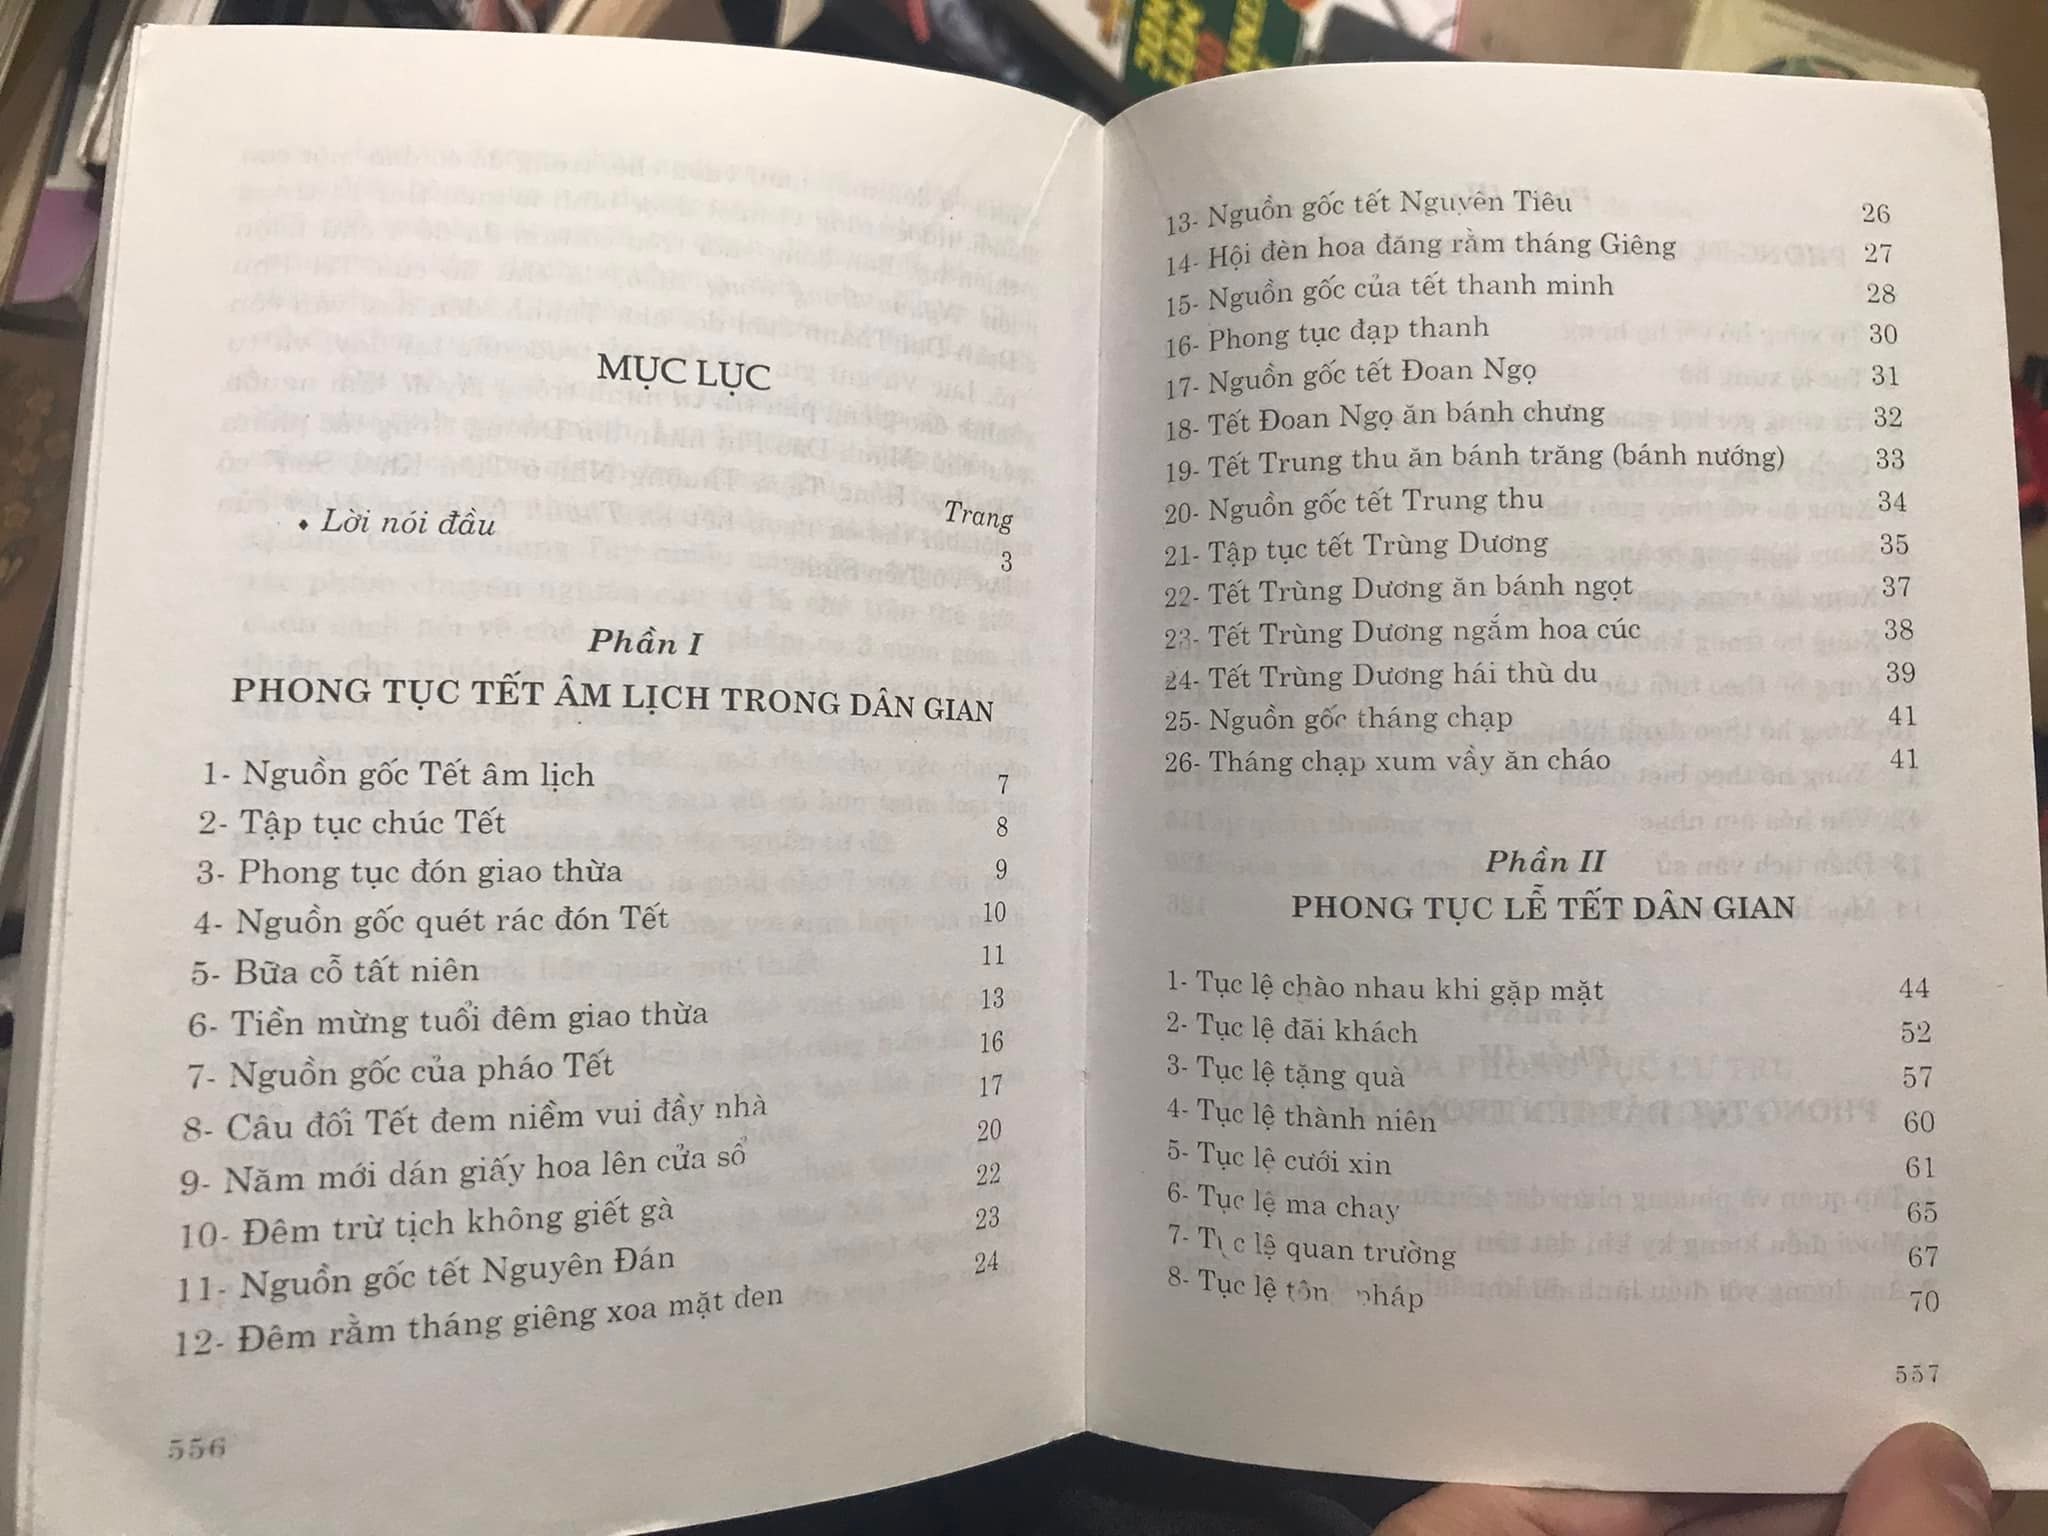 MỤC LỤC
Trang
♦ Lời nói đầu 3
Phần I
PHONG TỤC TẾT ÂM LỊCH TRONG DÂN GIAN
1- Nguồn gốc Tết âm lịch 7
2- Tập tục chúc Tết 8
3- Phong tục đón giao thừa 9
4- Nguồn gốc quét rác đón Tết 10
5- Bữa cỗ tất niên 11
6- Tiền mừng tuổi đêm giao thừa 13
7- Nguồn gốc của pháo Tết 16
8- Câu đối Tết đem niềm vui đầy nhà 17
9- Năm mới dán giấy hoa lên cửa sổ 20
10- Đêm trừ tịch không giết gà 22
11- Nguồn gốc tết Nguyên Đán 23
12- Đêm rằm tháng giêng xoa mặt đen 24
556
13- Nguồn gốc tết Nguyên Tiêu 26
14- Hội đèn hoa đăng rằm tháng Giêng 27
15- Nguồn gốc của tết thanh minh 28
16- Phong tục đạp thanh 30
17- Nguồn gốc tết Đoan Ngọ 31
18- Tết Đoan Ngọ ăn bánh chưng 32
19- Tết Trung thu ăn bánh trăng (bánh nướng) 33
20- Nguồn gốc tết Trung thu 34
21- Tập tục tết Trùng Dương 35
22- Tết Trùng Dương ăn bánh ngọt 37
23- Tết Trùng Dương ngắm hoa cúc 38
24- Tết Trùng Dương hái thù du 39
25- Nguồn gốc tháng chạp 41
26- Tháng chạp xum vầy ăn cháo 41
Phần II
PHONG TỤC LỄ TẾT DÂN GIAN
1- Tục lệ chào nhau khi gặp mặt 44
2- Tục lệ đãi khách 52
3- Tục lệ tặng quà 57
4- Tục lệ thành niên 60
5- Tục lệ cưới xin 61
6- Tục lệ ma chay 65
7- Tục lệ quan trường 67
8- Tục lệ tông pháp 70
557